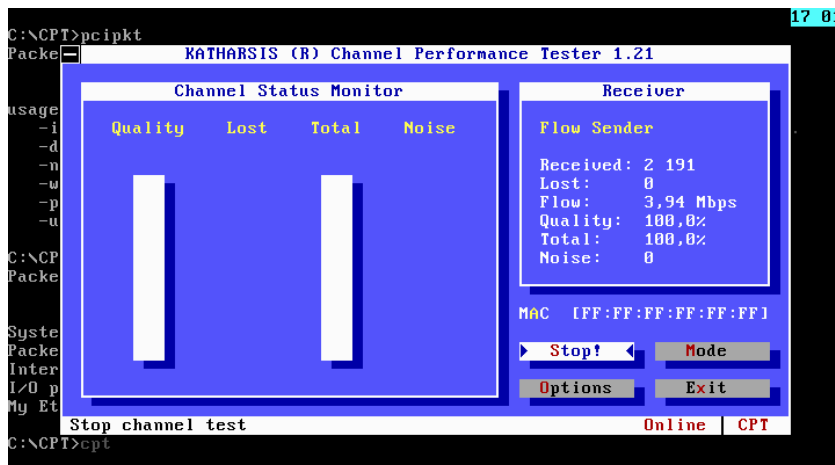 17 0
C:\CPT>pcipkt
Packe
KATHARSIS (R) Channel Performance Tester 1.21
Channel Status Monitor
Receiver
usage
-i
-d
-n
-w
-p
-u
Quality Lost Total Noise
Flow Sender
Received: 2 191
Lost: 0
Flow: 3,94 Mbps
Quality: 100,0%
Total: 100,0%
Noise: 0
C:\CP
Packe
MAC [FF:FF:FF:FF:FF:FF]
Syste
Packe
Inter
I/O p
My Et
Stop! Mode
Options Exit
Stop channel test
Online CPT
C:\CPT>cpt